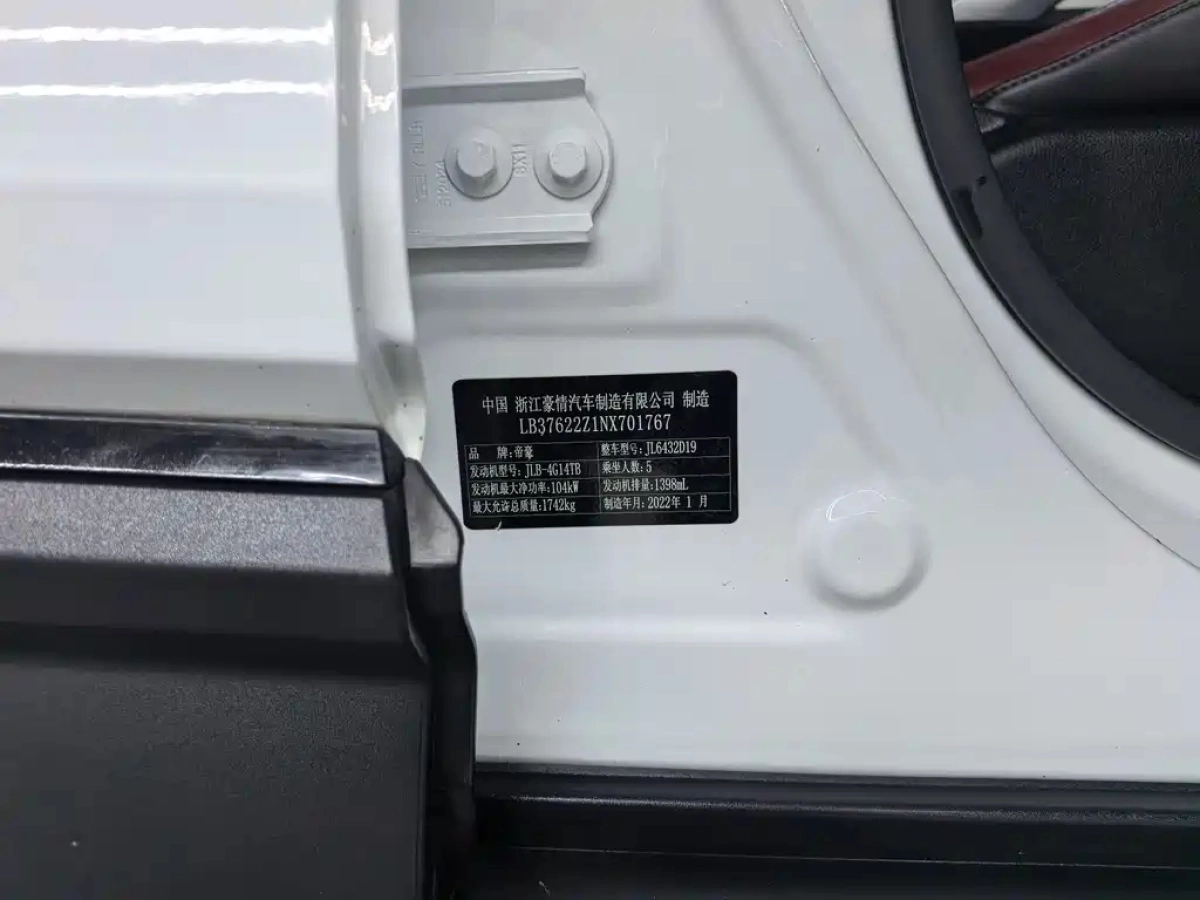 8X11
中国 浙江豪情汽车制造有限公司 制造
LB37622Z1NX701767
品 牌:帝豪 整车型号:JL6432D19
发动机型号:JLB-4G14TB 乘坐人数:5
发动机最大净功率:104kW 发动机排量:1398mL
最大允许总质量:1742kg 制造年月:2022年 1 月